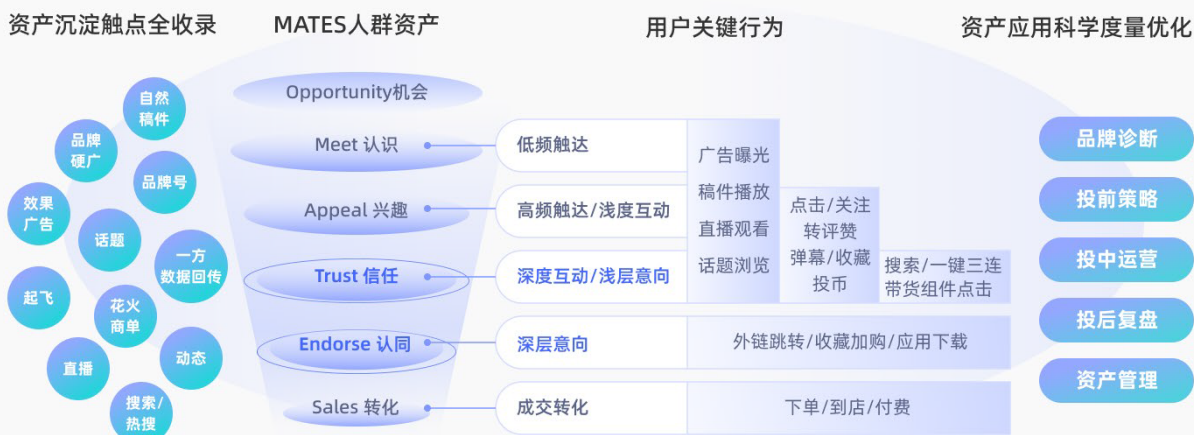 资产沉淀触点全收录
MATES人群资产
用户关键行为
资产应用科学度量优化
自然
稿件
品牌
硬广
品牌号
效果
广告
话题
一方
数据回传
起飞
花火
商单
直播
动态
搜索/
热搜
Opportunity机会
Meet 认识
Appeal 兴趣
Trust 信任
Endorse 认同
Sales 转化
低频触达
高频触达/浅度互动
深度互动/浅层意向
深层意向
成交转化
广告曝光
稿件播放
直播观看
话题浏览
点击/关注
转评赞
弹幕/收藏
投币
搜索/一键三连
带货组件点击
外链跳转/收藏加购/应用下载
下单/到店/付费
品牌诊断
投前策略
投中运营
投后复盘
资产管理